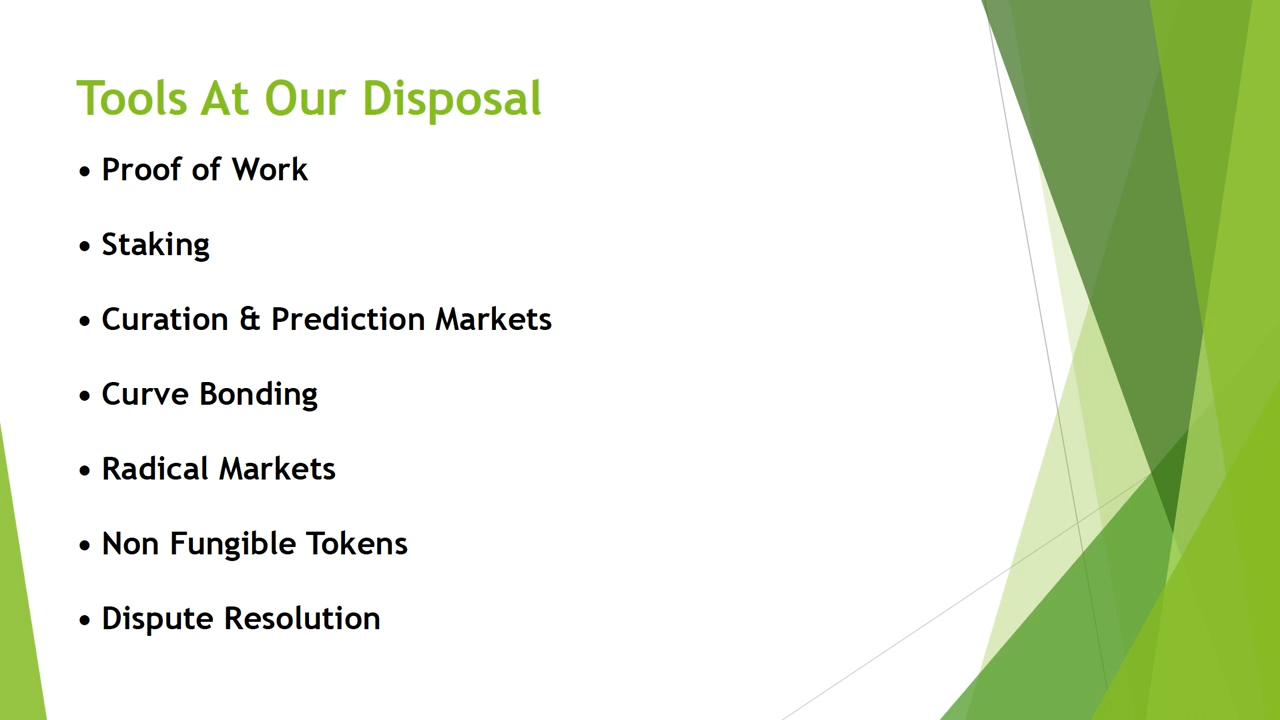 Tools At Our Disposal
• Proof of Work
• Staking
• Curation & Prediction Markets
• Curve Bonding
• Radical Markets
• Non Fungible Tokens
• Dispute Resolution